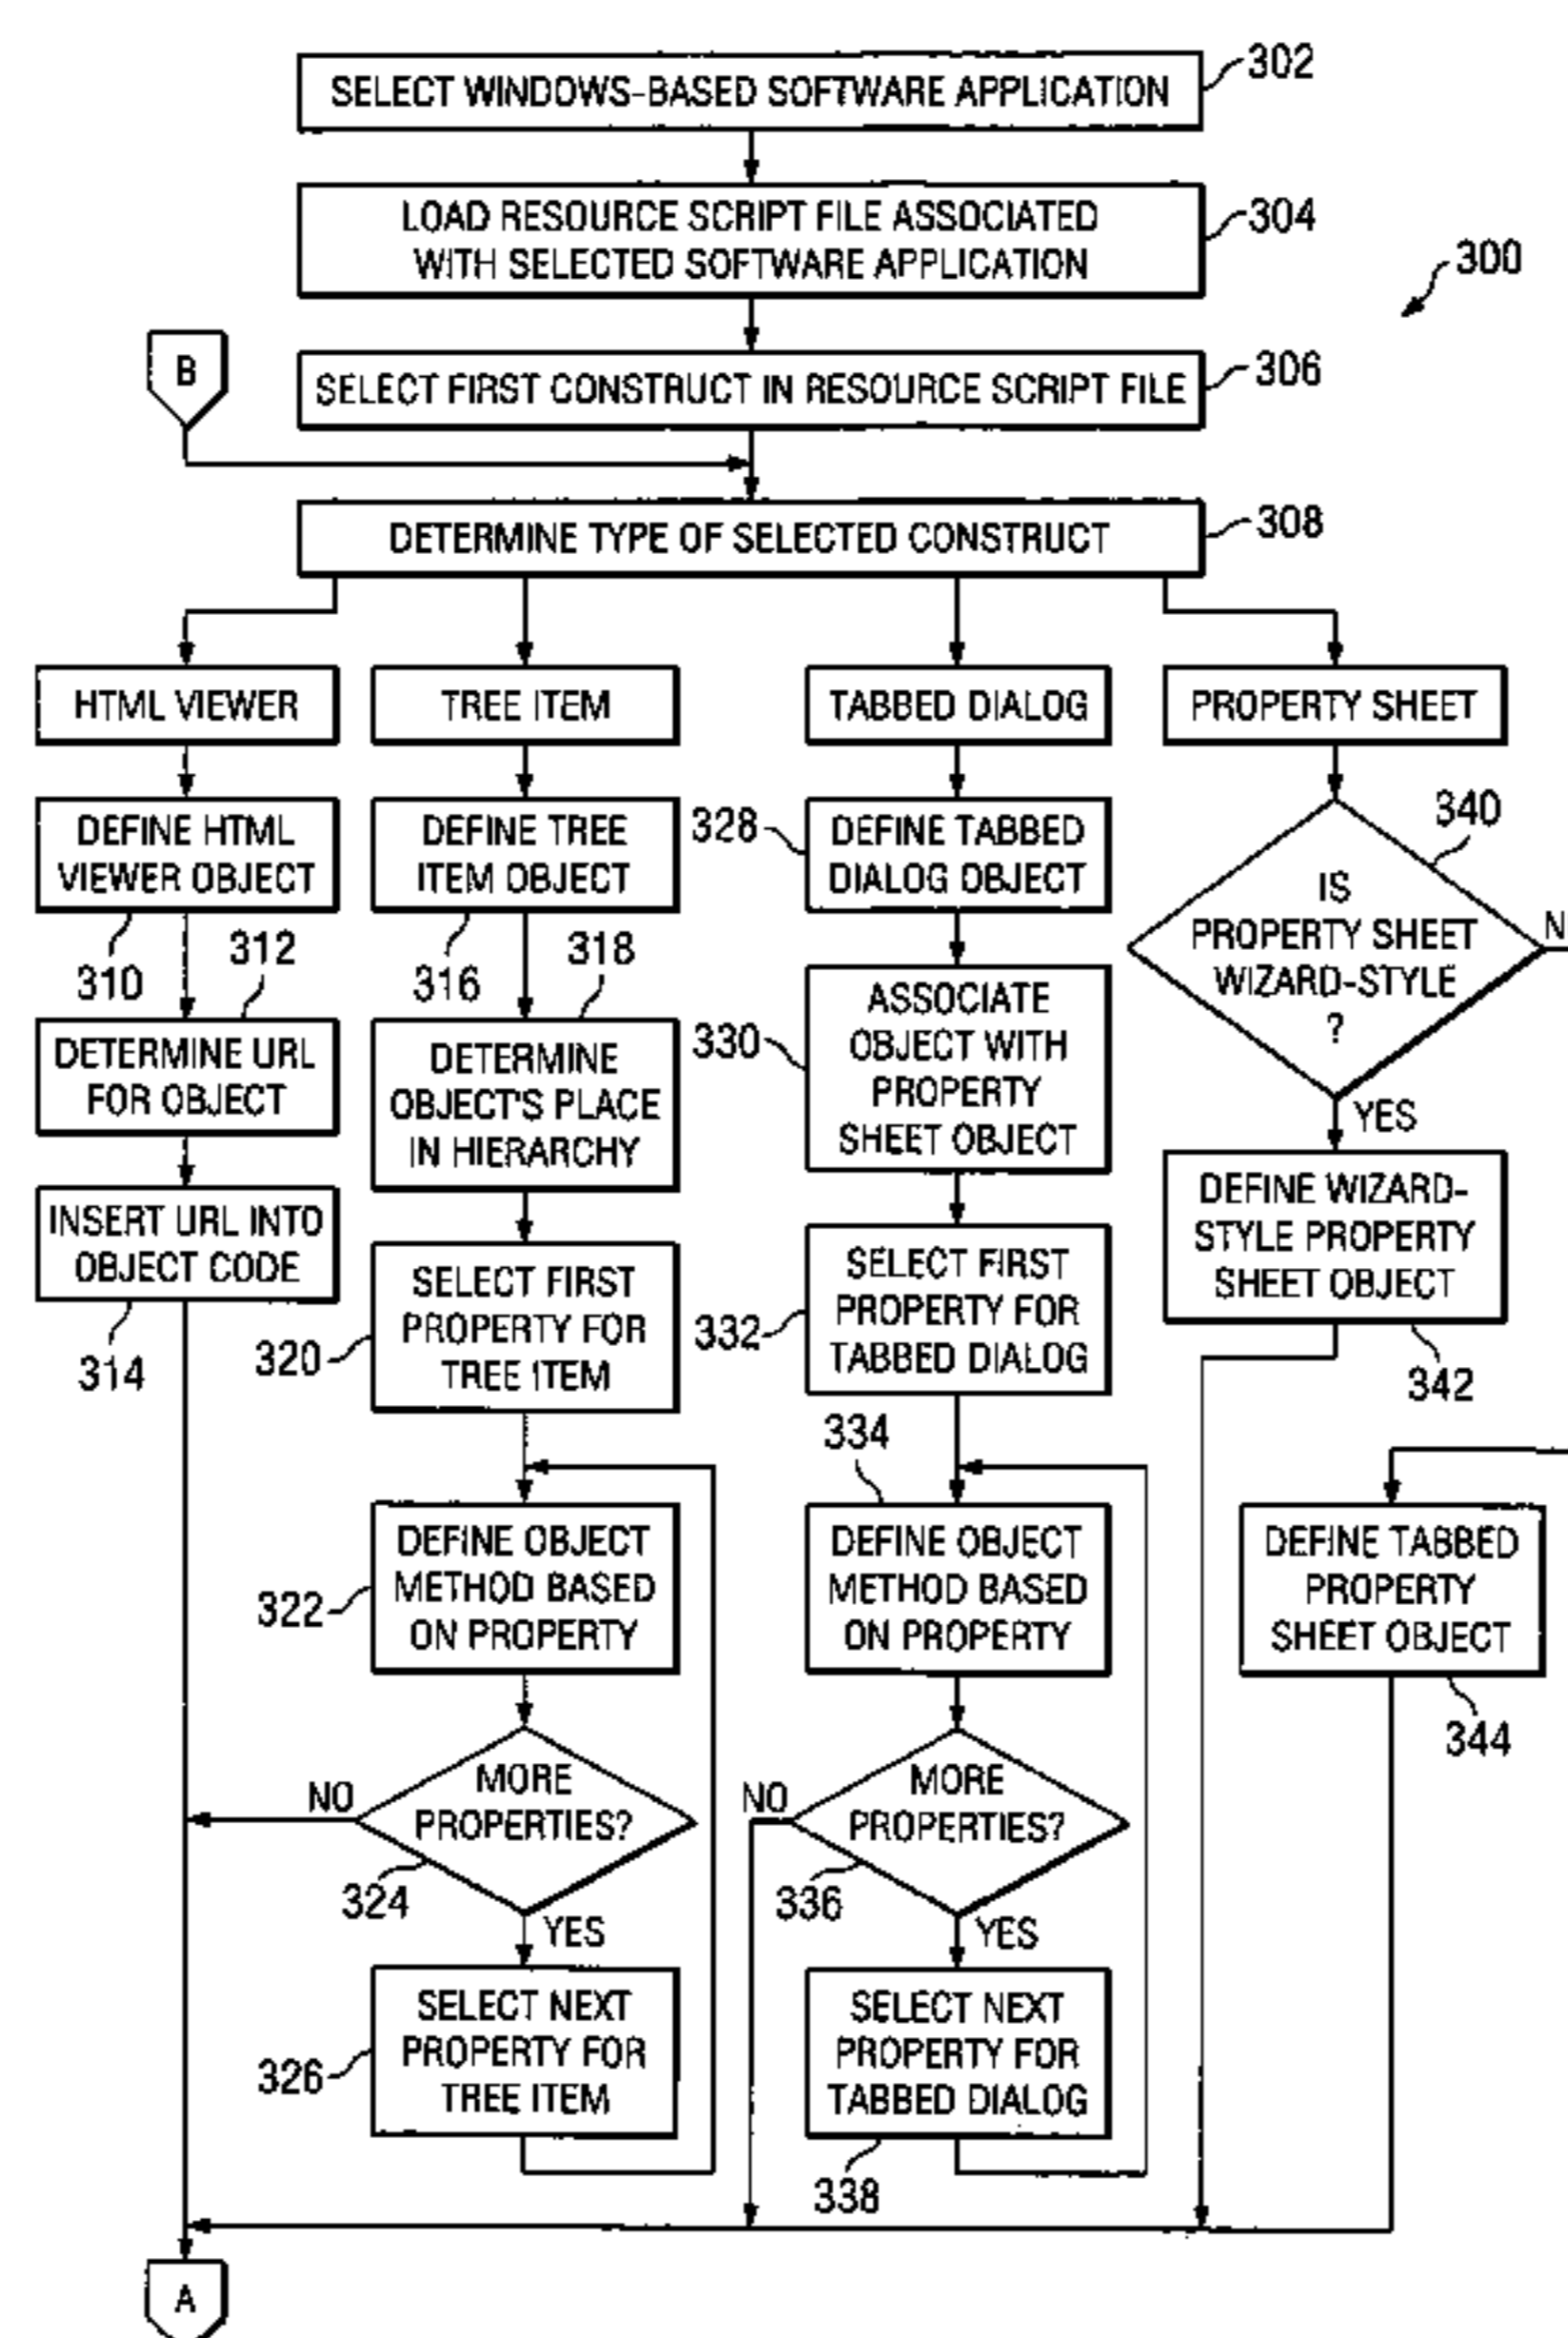 SELECT WINDOWS-BASED SOFTWARE APPLICATION
302
LOAD RESOURCE SCRIPT FILE ASSOCIATED
WITH SELECTED SOFTWARE APPLICATION
304
300
B
SELECT FIRST CONSTRUCT IN RESOURCE SCRIPT FILE
306
DETERMINE TYPE OF SELECTED CONSTRUCT
308
HTML VIEWER
DEFINE HTML
VIEWER OBJECT
310
312
DETERMINE URL
FOR OBJECT
INSERT URL INTO
OBJECT CODE
314
TREE ITEM
DEFINE TREE
ITEM OBJECT
316
318
DETERMINE
OBJECT'S PLACE
IN HIERARCHY
SELECT FIRST
PROPERTY FOR
TREE ITEM
320
DEFINE OBJECT
METHOD BASED
ON PROPERTY
322
MORE
PROPERTIES?
NO
324
YES
SELECT NEXT
PROPERTY FOR
TREE ITEM
326
TABBED DIALOG
328
DEFINE TABBED
DIALOG OBJECT
ASSOCIATE
OBJECT WITH
PROPERTY
SHEET OBJECT
330
SELECT FIRST
PROPERTY FOR
TABBED DIALOG
332
334
DEFINE OBJECT
METHOD BASED
ON PROPERTY
MORE
PROPERTIES?
NO
336
YES
SELECT NEXT
PROPERTY FOR
TABBED DIALOG
338
PROPERTY SHEET
340
IS
PROPERTY SHEET
WIZARD-STYLE
?
N
YES
DEFINE WIZARD-
STYLE PROPERTY
SHEET OBJECT
342
DEFINE TABBED
PROPERTY
SHEET OBJECT
344
A